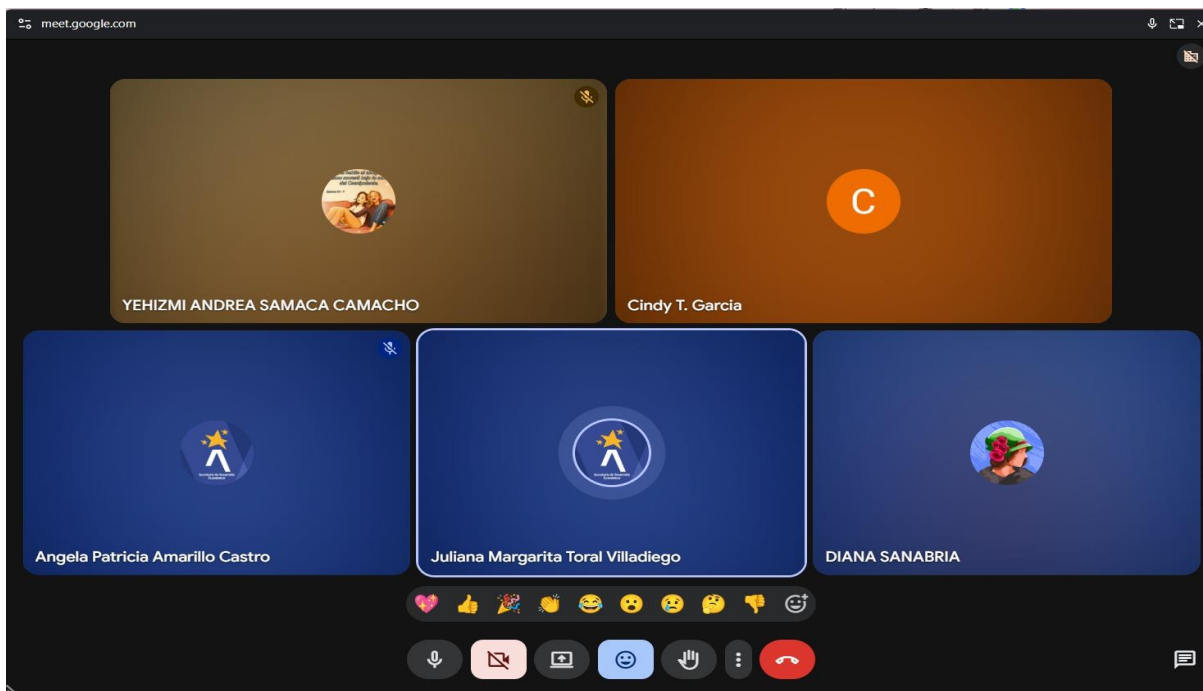 meet.google.com
YEHIZMI ANDREA SAMACA CAMACHO
C
Cindy T. Garcia
Angela Patricia Amarillo Castro
Juliana Margarita Toral Villadiego
DIANA SANABRIA